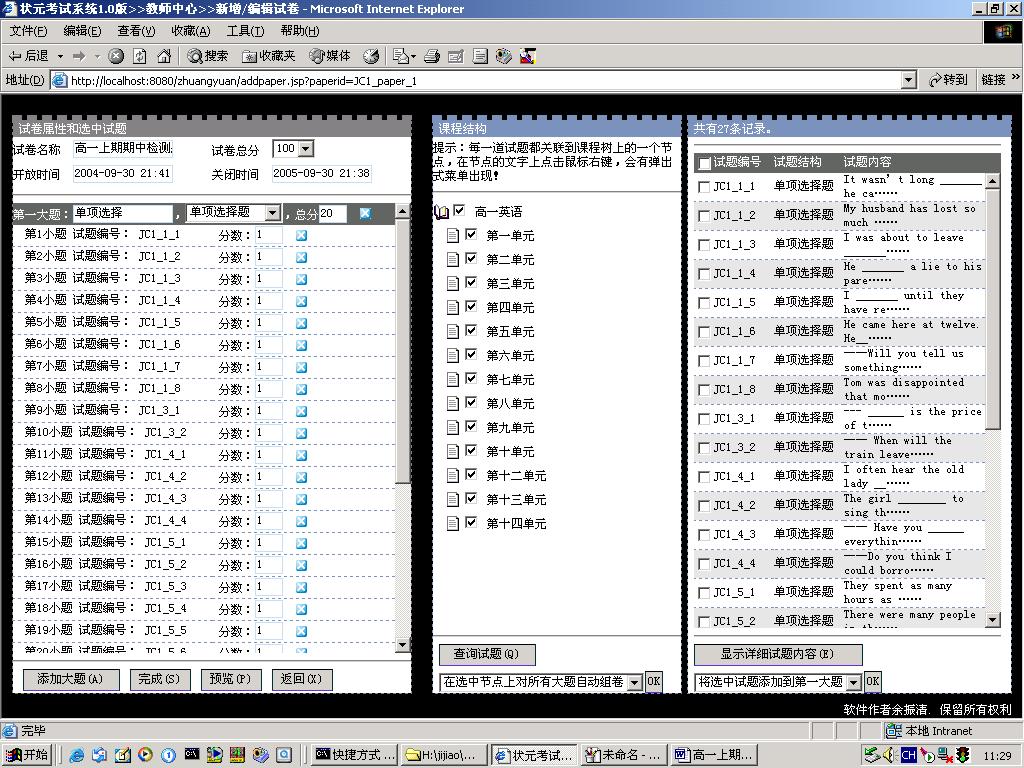 状元考试系统1.0版>>教师中心>>新增/编辑试卷 - Microsoft Internet Explorer
文件(F) 编辑(E) 查看(V) 收藏(A) 工具(T) 帮助(H)
后退 搜索 收藏夹 媒体
地址(D) http://localhost:8080/zhuangyuan/addpaper.jsp?paperid=JC1_paper_1 转到 链接 »
试卷属性和选中试题
试卷名称 高一上期期中检测 试卷总分 100
开放时间 2004-09-30 21:41 关闭时间 2005-09-30 21:38
第一大题：单项选择 ，单项选择题 ，总分20
第1小题 试题编号： JC1_1_1 分数：1
第2小题 试题编号： JC1_1_2 分数：1
第3小题 试题编号： JC1_1_3 分数：1
第4小题 试题编号： JC1_1_4 分数：1
第5小题 试题编号： JC1_1_5 分数：1
第6小题 试题编号： JC1_1_6 分数：1
第7小题 试题编号： JC1_1_7 分数：1
第8小题 试题编号： JC1_1_8 分数：1
第9小题 试题编号： JC1_3_1 分数：1
第10小题 试题编号： JC1_3_2 分数：1
第11小题 试题编号： JC1_4_1 分数：1
第12小题 试题编号： JC1_4_2 分数：1
第13小题 试题编号： JC1_4_3 分数：1
第14小题 试题编号： JC1_4_4 分数：1
第15小题 试题编号： JC1_5_1 分数：1
第16小题 试题编号： JC1_5_2 分数：1
第17小题 试题编号： JC1_5_3 分数：1
第18小题 试题编号： JC1_5_4 分数：1
第19小题 试题编号： JC1_5_5 分数：1
第20小题 试题编号： JC1_5_6 分数：1
添加大题(A) 完成(S) 预览(P) 返回(X)
课程结构
提示：每一道试题都关联到课程树上的一个节
点，在节点的文字上点击鼠标右键，会有弹出
式菜单出现！
高一英语
第一单元
第二单元
第三单元
第四单元
第五单元
第六单元
第七单元
第八单元
第九单元
第十单元
第十二单元
第十三单元
第十四单元
查询试题(Q)
在选中节点上对所有大题自动组卷 OK
共有27条记录。
试题编号 试题结构 试题内容
JC1_1_1 单项选择题 It wasn’t long ______
he ca……
JC1_1_2 单项选择题 My husband has lost so
much ……
JC1_1_3 单项选择题 I was about to leave
_______……
JC1_1_4 单项选择题 He ______ a lie to his
pare……
JC1_1_5 单项选择题 I ______ until they
have re……
JC1_1_6 单项选择题 He came here at twelve.
He__……
JC1_1_7 单项选择题 ——Will you tell us
something……
JC1_1_8 单项选择题 Tom was disappointed
that mo……
JC1_3_1 单项选择题 --- _____ is the price
of t……
JC1_3_2 单项选择题 —— When will the
train leave……
JC1_4_1 单项选择题 I often hear the old
lady __……
JC1_4_2 单项选择题 The girl _______ to
sing th……
JC1_4_3 单项选择题 —— Have you _____
everythin……
JC1_4_4 单项选择题 ——Do you think I
could borro……
JC1_5_1 单项选择题 They spent as many
hours as ……
JC1_5_2 单项选择题 There were many people
显示详细试题内容(E)
将选中试题添加到第一大题 OK
软件作者余振清. 保留所有权利
完毕 本地 Intranet
开始 快捷方式 ... H:\jijiao\... 状元考试... 未命名 - ... 高一上期... CH 11:29